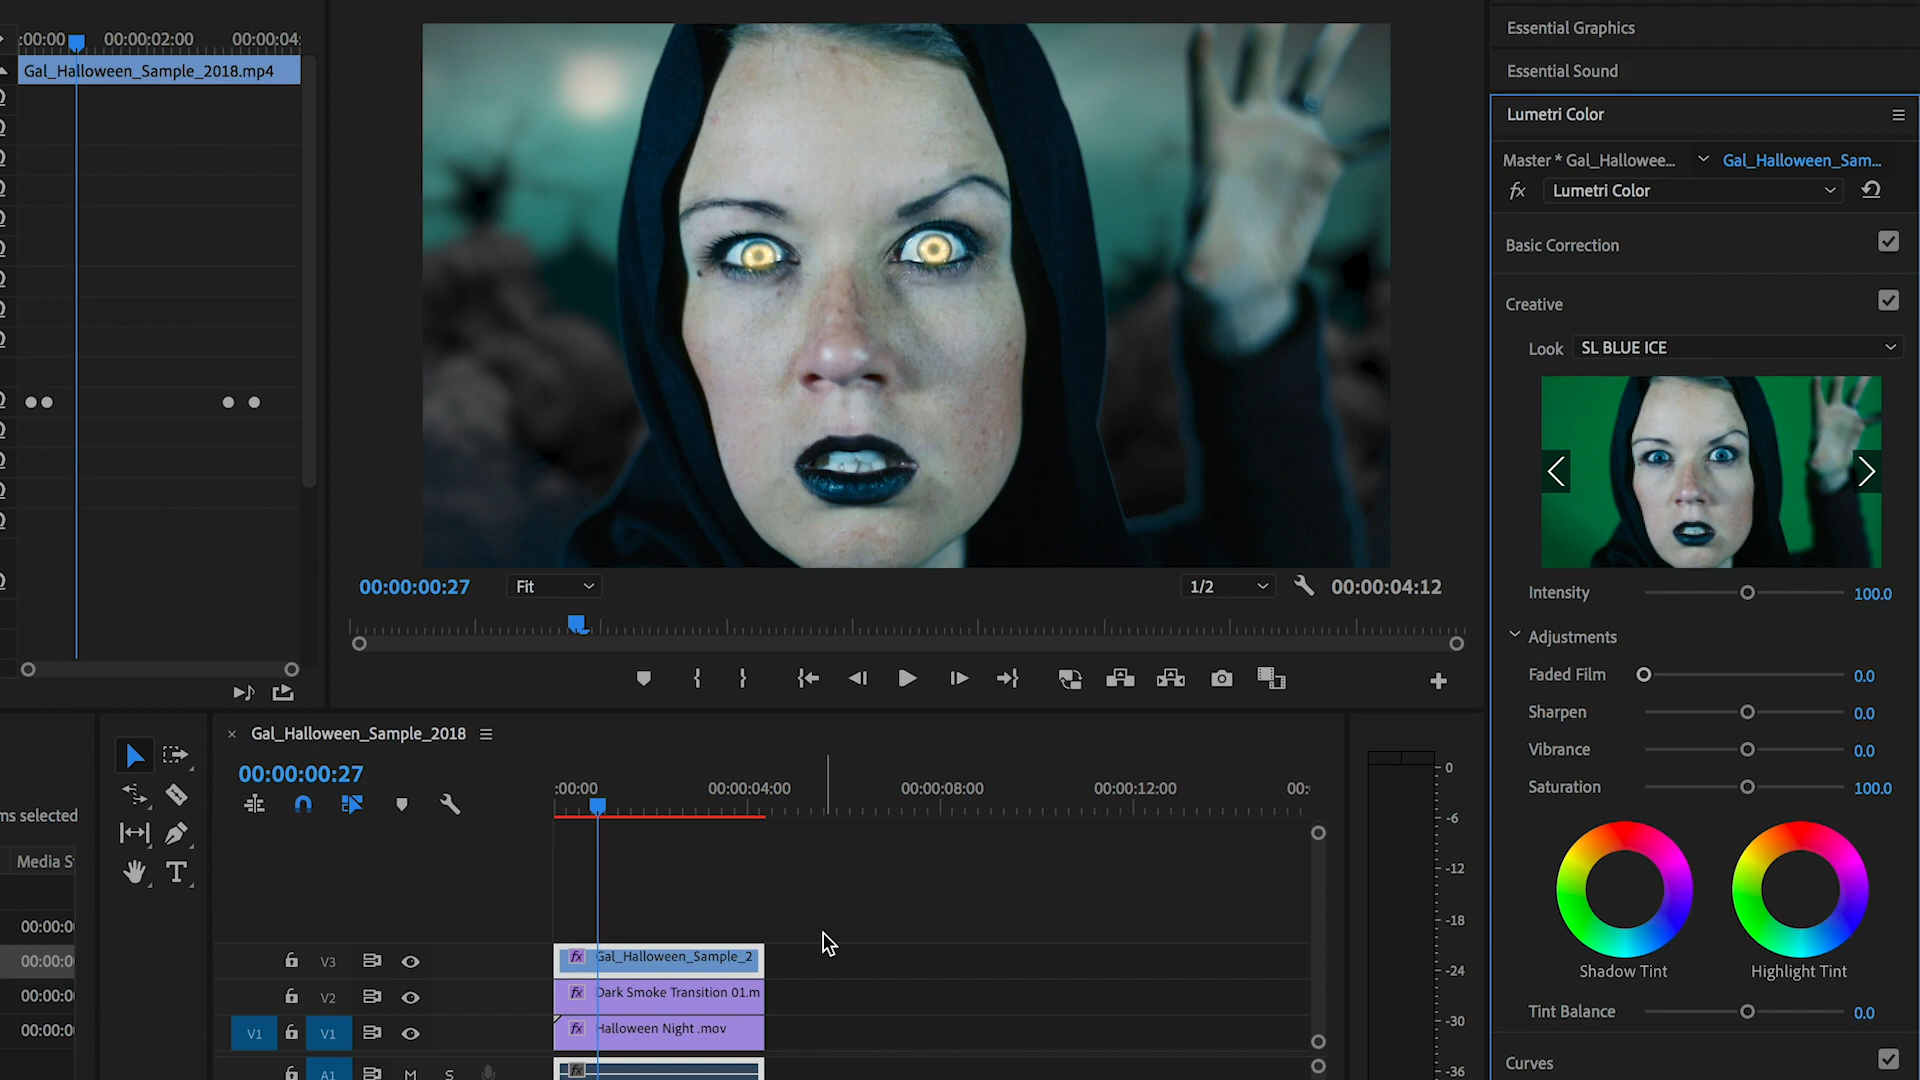 :00:00 00:00:02:00 00:00:04:
Gal_Halloween_Sample_2018.mp4
00:00:00:27 Fit 1/2 00:00:04:12
Essential Graphics
Essential Sound
Lumetri Color
Master * Gal_Hallowee... Gal_Halloween_Sam...
fx Lumetri Color
Basic Correction
Creative
Look SL BLUE ICE
Intensity 100.0
Adjustments
Faded Film 0.0
Sharpen 0.0
Vibrance 0.0
Saturation 100.0
Shadow Tint Highlight Tint
Tint Balance 0.0
Curves
ms selected
Media S
00:00:0
00:00:0
00:00:0
00:00:0
T
× Gal_Halloween_Sample_2018
00:00:00:27
:00:00 00:00:04:00 00:00:08:00 00:00:12:00 00:
V3 fx Gal_Halloween_Sample_2
V2 fx Dark Smoke Transition 01.m
V1 V1 fx Halloween Night .mov
A1 M S fx
0
-6
-12
-18
-24
-30
-36